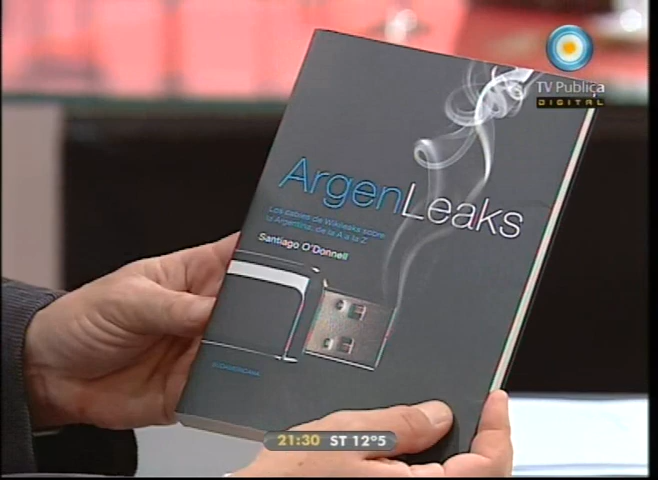 TV Pública
DIGITAL
ArgenLeaks
Los cables de Wikileaks sobre
la Argentina, de la A a la Z
Santiago O'Donnell
SUDAMERICANA
21:30 ST 12°5